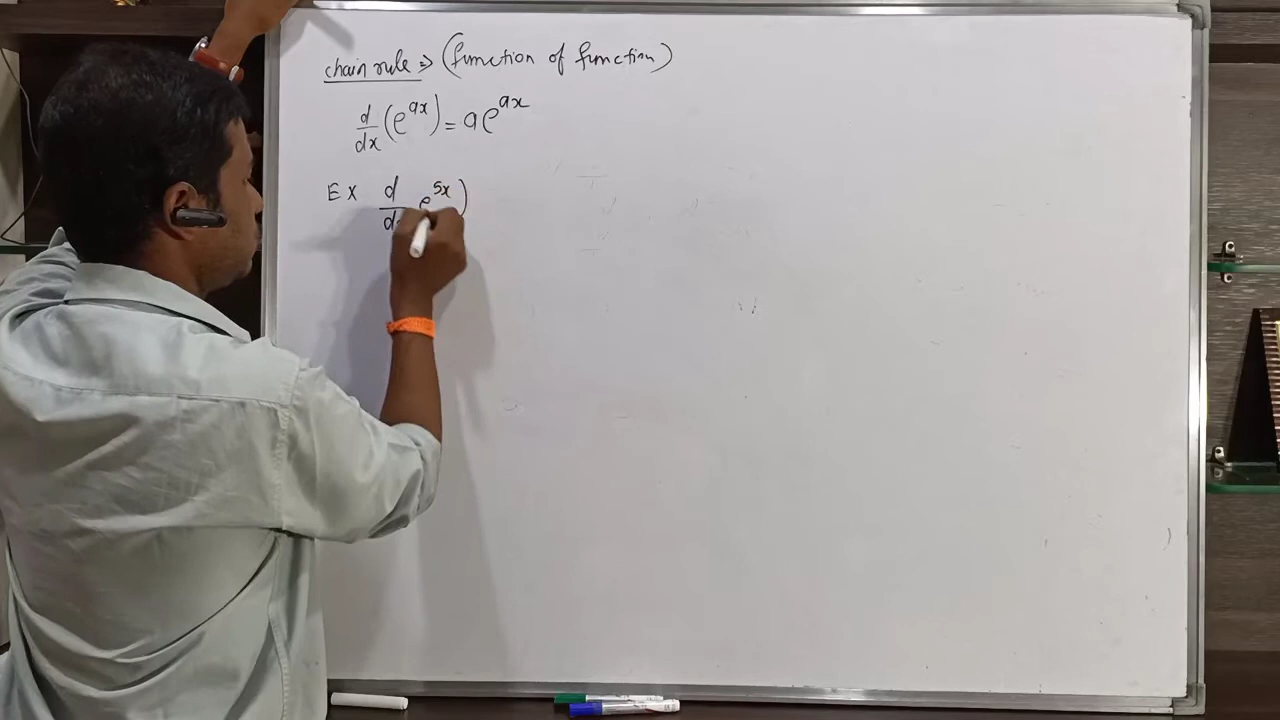 chain rule ⇒ (function of function)
d/dx (e^ax) = a e^ax
Ex d/dx e^5x)